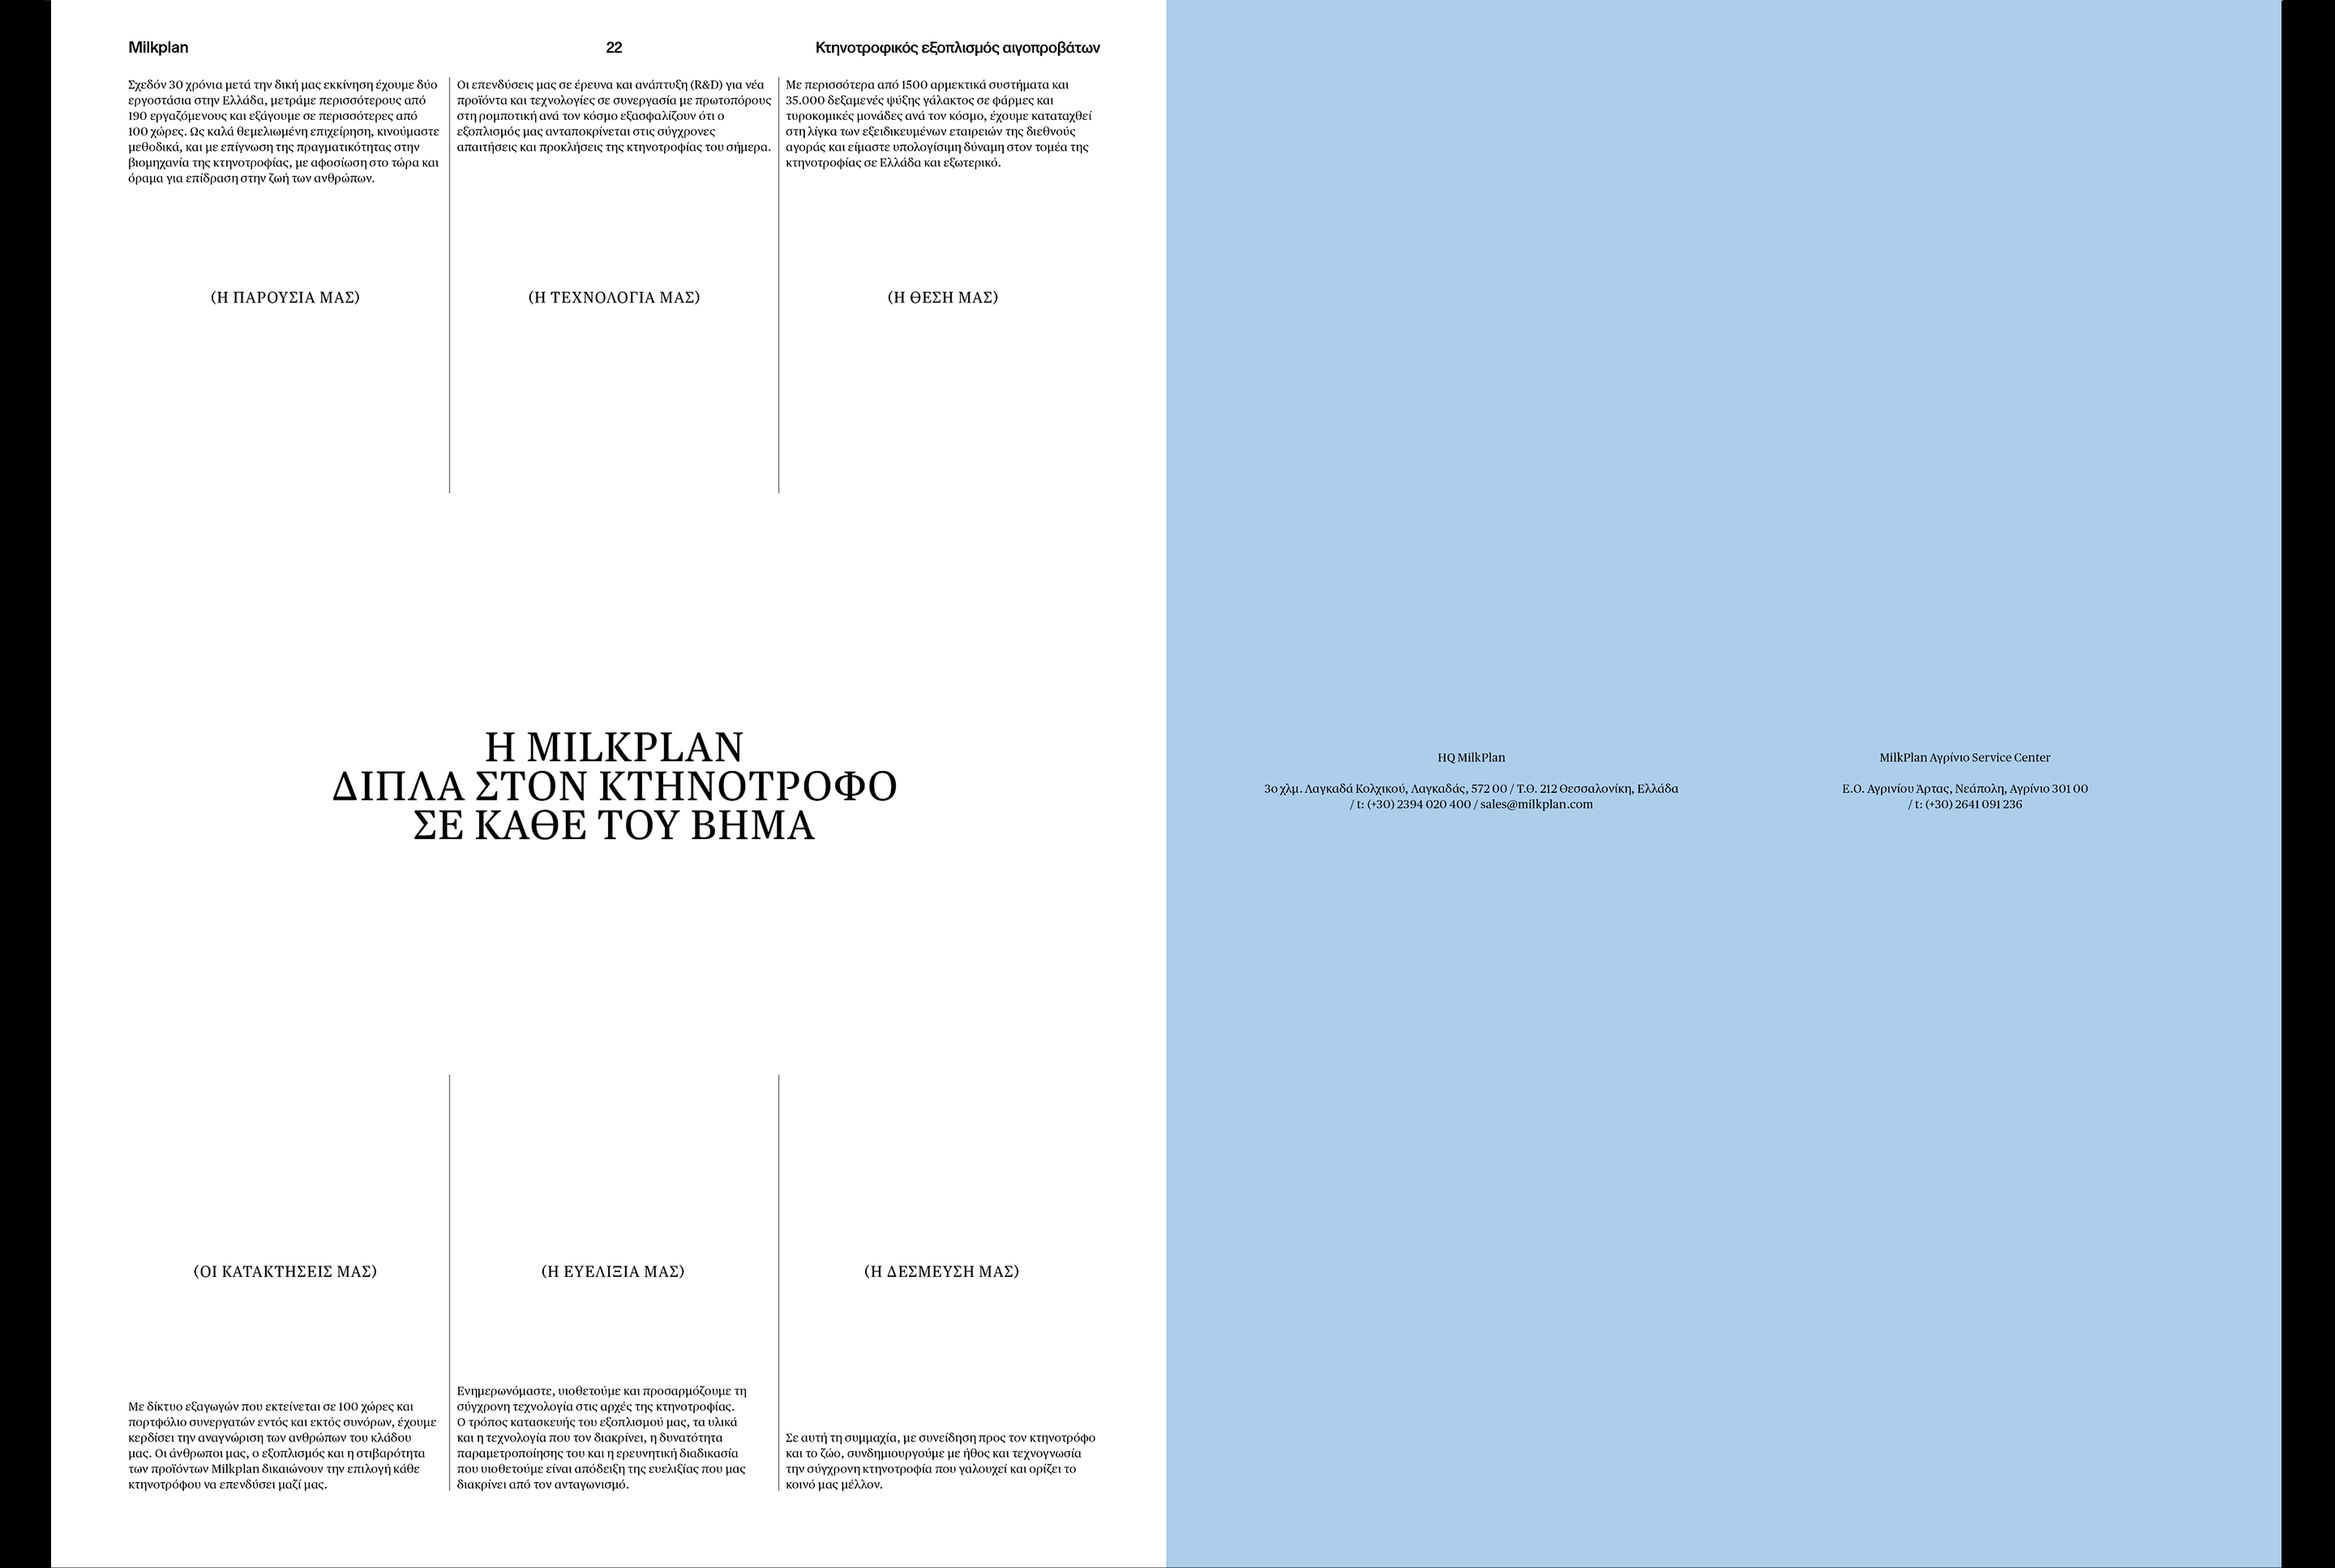 Milkplan
22
Κτηνοτροφικός εξοπλισμός αιγοπροβάτων
Σχεδόν 30 χρόνια μετά την δική μας εκκίνηση έχουμε δύο
εργοστάσια στην Ελλάδα, μετράμε περισσότερους από
190 εργαζόμενους και εξάγουμε σε περισσότερες από
100 χώρες. Ως καλά θεμελιωμένη επιχείρηση, κινούμαστε
μεθοδικά, και με επίγνωση της πραγματικότητας στην
βιομηχανία της κτηνοτροφίας, με αφοσίωση στο τώρα και
όραμα για επίδραση στην ζωή των ανθρώπων.
(Η ΠΑΡΟΥΣΙΑ ΜΑΣ)
Οι επενδύσεις μας σε έρευνα και ανάπτυξη (R&D) για νέα
προϊόντα και τεχνολογίες σε συνεργασία με πρωτοπόρους
στη ρομποτική ανά τον κόσμο εξασφαλίζουν ότι ο
εξοπλισμός μας ανταποκρίνεται στις σύγχρονες
απαιτήσεις και προκλήσεις της κτηνοτροφίας του σήμερα.
(Η ΤΕΧΝΟΛΟΓΙΑ ΜΑΣ)
Με περισσότερα από 1500 αρμεκτικά συστήματα και
35.000 δεξαμενές ψύξης γάλακτος σε φάρμες και
τυροκομικές μονάδες ανά τον κόσμο, έχουμε καταταχθεί
στη λίγκα των εξειδικευμένων εταιρειών της διεθνούς
αγοράς και είμαστε υπολογίσιμη δύναμη στον τομέα της
κτηνοτροφίας σε Ελλάδα και εξωτερικό.
(Η ΘΕΣΗ ΜΑΣ)
Η MILKPLAN
ΔΙΠΛΑ ΣΤΟΝ ΚΤΗΝΟΤΡΟΦΟ
ΣΕ ΚΑΘΕ ΤΟΥ ΒΗΜΑ
(ΟΙ ΚΑΤΑΚΤΗΣΕΙΣ ΜΑΣ)
Με δίκτυο εξαγωγών που εκτείνεται σε 100 χώρες και
πορτφόλιο συνεργατών εντός και εκτός συνόρων, έχουμε
κερδίσει την αναγνώριση των ανθρώπων του κλάδου
μας. Οι άνθρωποι μας, ο εξοπλισμός και η στιβαρότητα
των προϊόντων Milkplan δικαιώνουν την επιλογή κάθε
κτηνοτρόφου να επενδύσει μαζί μας.
(Η ΕΥΕΛΙΞΙΑ ΜΑΣ)
Ενημερωνόμαστε, υιοθετούμε και προσαρμόζουμε τη
σύγχρονη τεχνολογία στις αρχές της κτηνοτροφίας.
Ο τρόπος κατασκευής του εξοπλισμού μας, τα υλικά
και η τεχνολογία που τον διακρίνει, η δυνατότητα
παραμετροποίησης του και η ερευνητική διαδικασία
που υιοθετούμε είναι απόδειξη της ευελιξίας που μας
διακρίνει από τον ανταγωνισμό.
(Η ΔΕΣΜΕΥΣΗ ΜΑΣ)
Σε αυτή τη συμμαχία, με συνείδηση προς τον κτηνοτρόφο
και το ζώο, συνδημιουργούμε με ήθος και τεχνογνωσία
την σύγχρονη κτηνοτροφία που γαλουχεί και ορίζει το
κοινό μας μέλλον.
HQ MilkPlan
3ο χλμ. Λαγκαδά Κολχικού, Λαγκαδάς, 572 00 / Τ.Θ. 212 Θεσσαλονίκη, Ελλάδα
/ t: (+30) 2394 020 400 / sales@milkplan.com
MilkPlan Αγρίνιο Service Center
Ε.Ο. Αγρινίου Άρτας, Νεάπολη, Αγρίνιο 301 00
/ t: (+30) 2641 091 236